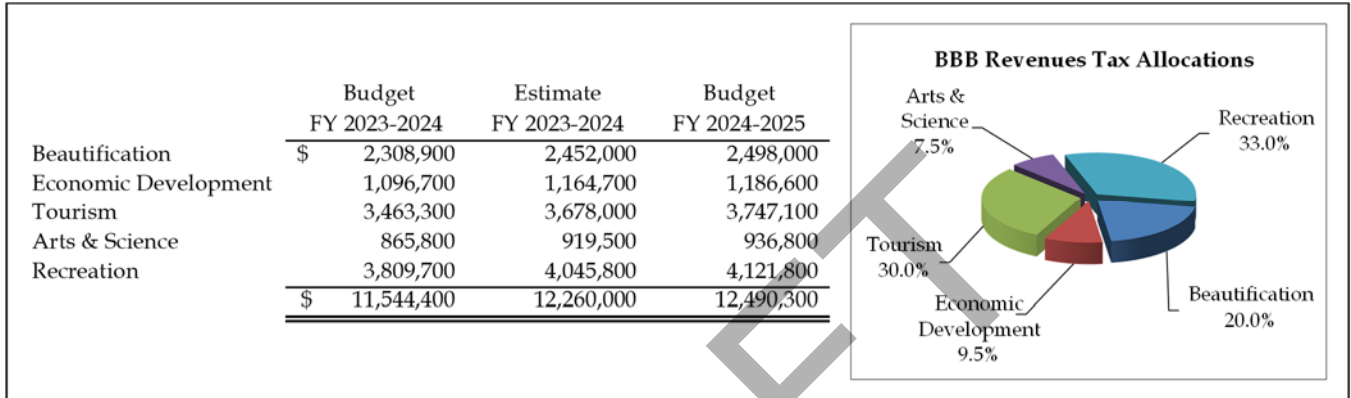 Budget Estimate Budget
FY 2023-2024 FY 2023-2024 FY 2024-2025
Beautification $ 2,308,900 2,452,000 2,498,000
Economic Development 1,096,700 1,164,700 1,186,600
Tourism 3,463,300 3,678,000 3,747,100
Arts & Science 865,800 919,500 936,800
Recreation 3,809,700 4,045,800 4,121,800
$ 11,544,400 12,260,000 12,490,300
BBB Revenues Tax Allocations
Arts &
Science
7.5%
Recreation
33.0%
Tourism
30.0%
Economic
Development
9.5%
Beautification
20.0%